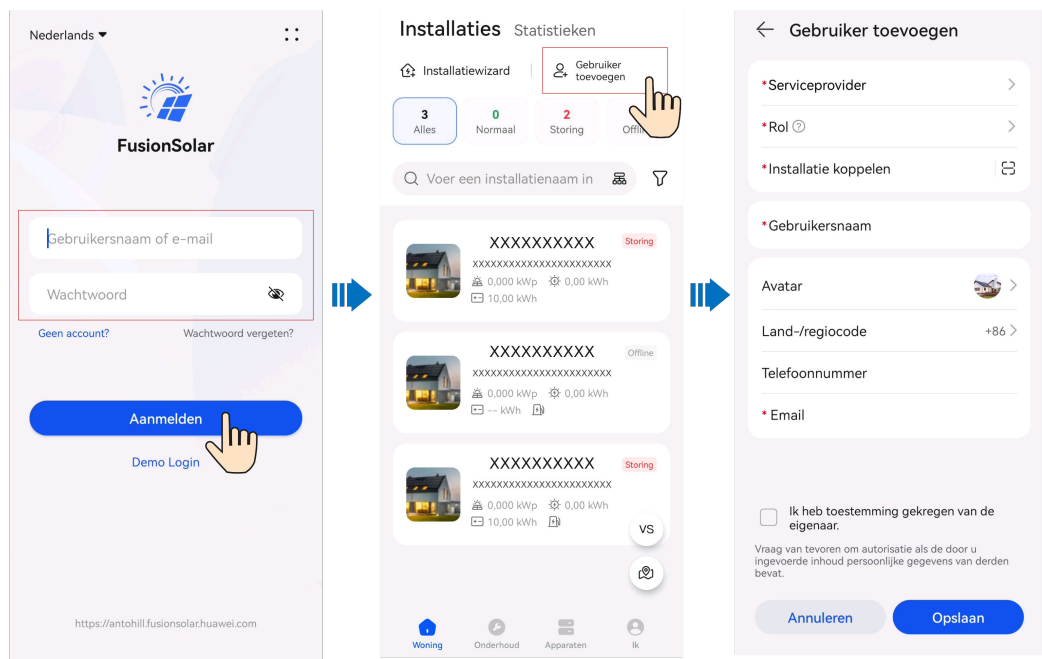 Nederlands
FusionSolar
Gebruikersnaam of e-mail
Wachtwoord
Geen account? Wachtwoord vergeten?
Aanmelden
Demo Login
https://antohill.fusionsolar.huawei.com
Installaties Statistieken
Installatiewizard
Gebruiker
toevoegen
3 0 2
Alles Normaal Storing
Voer een installatienaam in
XXXXXXXXXX Storing
XXXXXXXXXXXXXXXXXXXXXXX
0,000 kWp 0,00 kWh
10,00 kWh
XXXXXXXXXX Offline
XXXXXXXXXXXXXXXXXXXXXXX
0,000 kWp 0,00 kWh
-- kWh
XXXXXXXXXX Storing
XXXXXXXXXXXXXXXXXXXXXXX
0,000 kWp 0,00 kWh
10,00 kWh
VS
Woning Onderhoud Apparaten Ik
Gebruiker toevoegen
*Serviceprovider
*Rol
*Installatie koppelen
*Gebruikersnaam
Avatar
Land-/regiocode +86
Telefoonnummer
* Email
Ik heb toestemming gekregen van de
eigenaar.
Vraag van tevoren om autorisatie als de door u
ingevoerde inhoud persoonlijke gegevens van derden
bevat.
Annuleren Opslaan